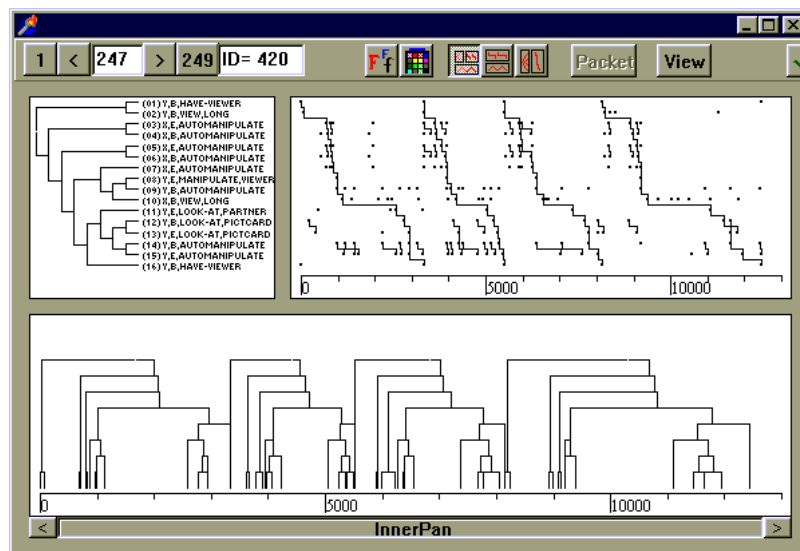 1 < 247 > 249 ID= 420 F f Packet View
(01) Y,B,HAVE-VIEWER
(02) Y,B,VIEW,LONG
(03) X,E,AUTOMANIPULATE
(04) X,B,AUTOMANIPULATE
(05) X,E,AUTOMANIPULATE
(06) X,B,AUTOMANIPULATE
(07) X,E,AUTOMANIPULATE
(08) Y,E,MANIPULATE,VIEWER
(09) Y,B,AUTOMANIPULATE
(10) X,B,VIEW,LONG
(11) Y,E,LOOK-AT,PARTNER
(12) Y,B,LOOK-AT,PICTCARD
(13) Y,E,LOOK-AT,PICTCARD
(14) Y,B,AUTOMANIPULATE
(15) Y,E,AUTOMANIPULATE
(16) Y,B,HAVE-VIEWER
0 5000 10000
0 5000 10000
< InnerPan >